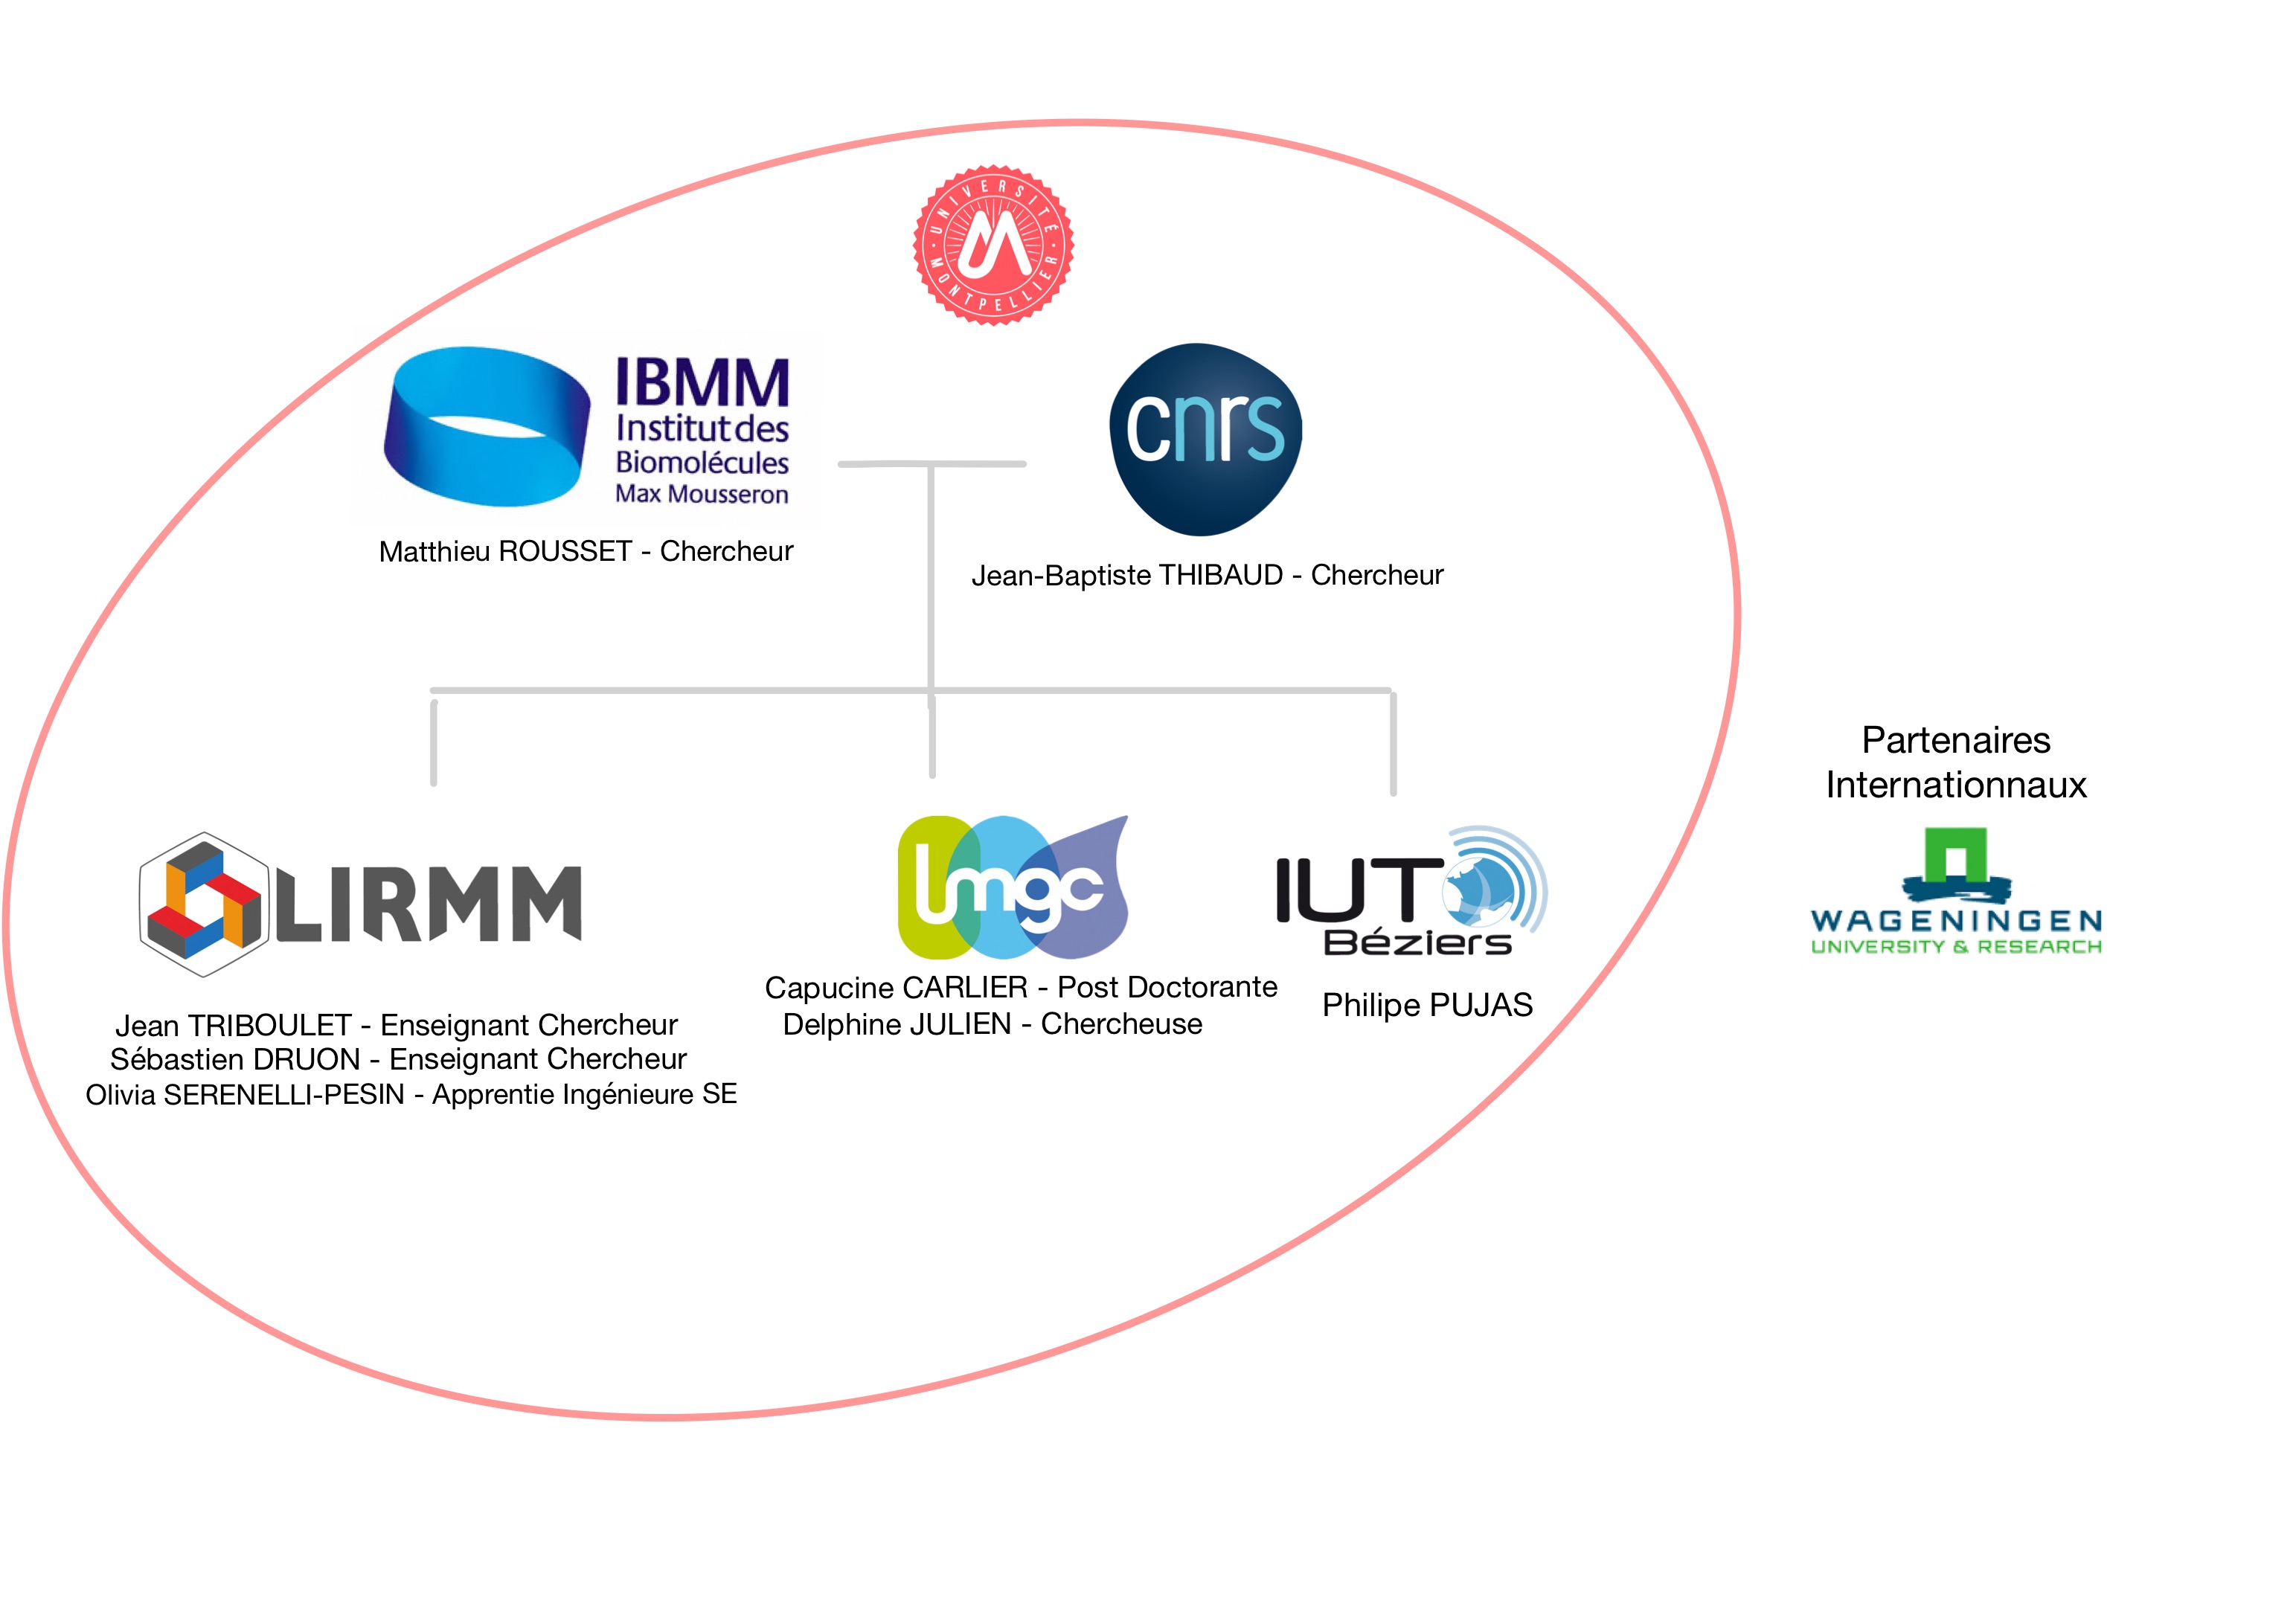 UNIVERSITÉ
MONTPELLIER
IBMM
Institut des
Biomolécules
Max Mousseron
cnrs
Matthieu ROUSSET - Chercheur
Jean-Baptiste THIBAUD - Chercheur
LIRMM
Jean TRIBOULET - Enseignant Chercheur
Sébastien DRUON - Enseignant Chercheur
Olivia SERENELLI-PESIN - Apprentie Ingénieure SE
Lmgc
Capucine CARLIER - Post Doctorante
Delphine JULIEN - Chercheuse
IUT
Béziers
Philipe PUJAS
Partenaires
Internationnaux
WAGENINGEN
UNIVERSITY & RESEARCH